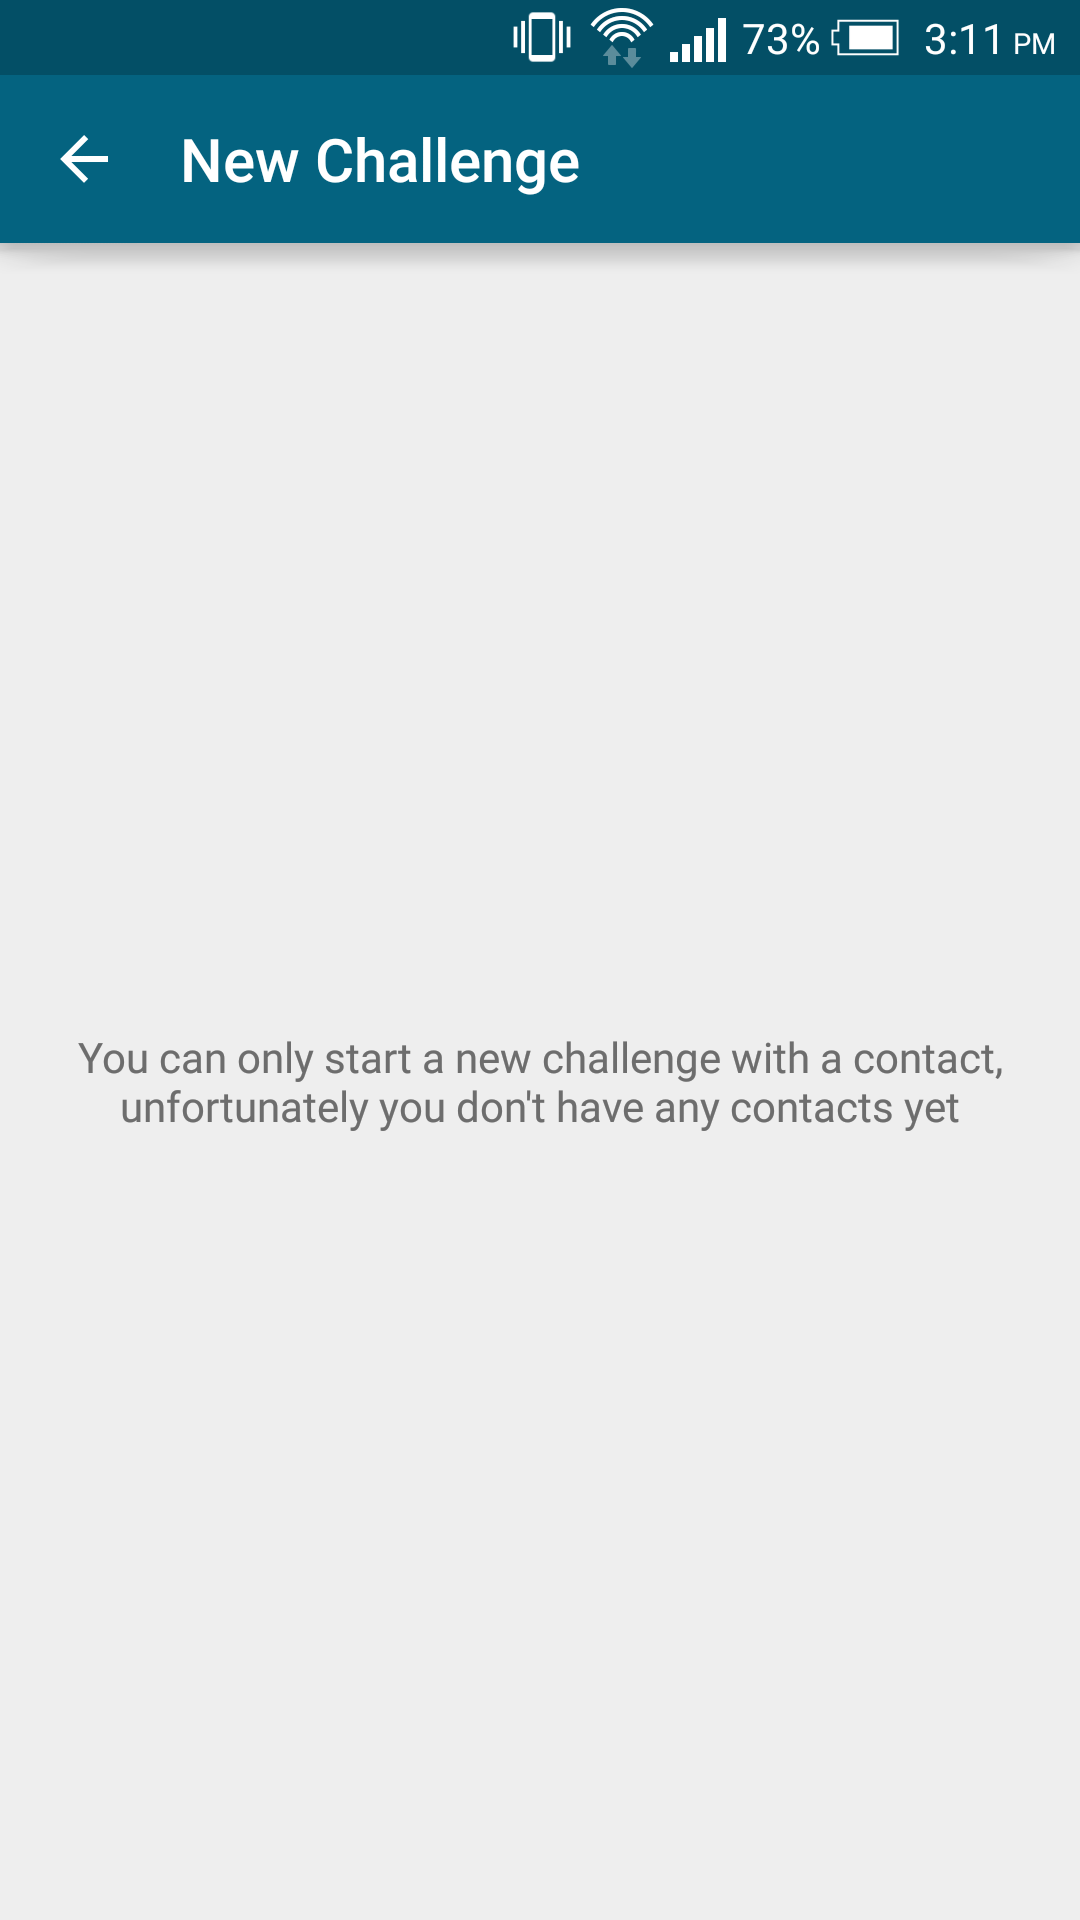 73% 3:11 PM
New Challenge
You can only start a new challenge with a contact,
unfortunately you don't have any contacts yet